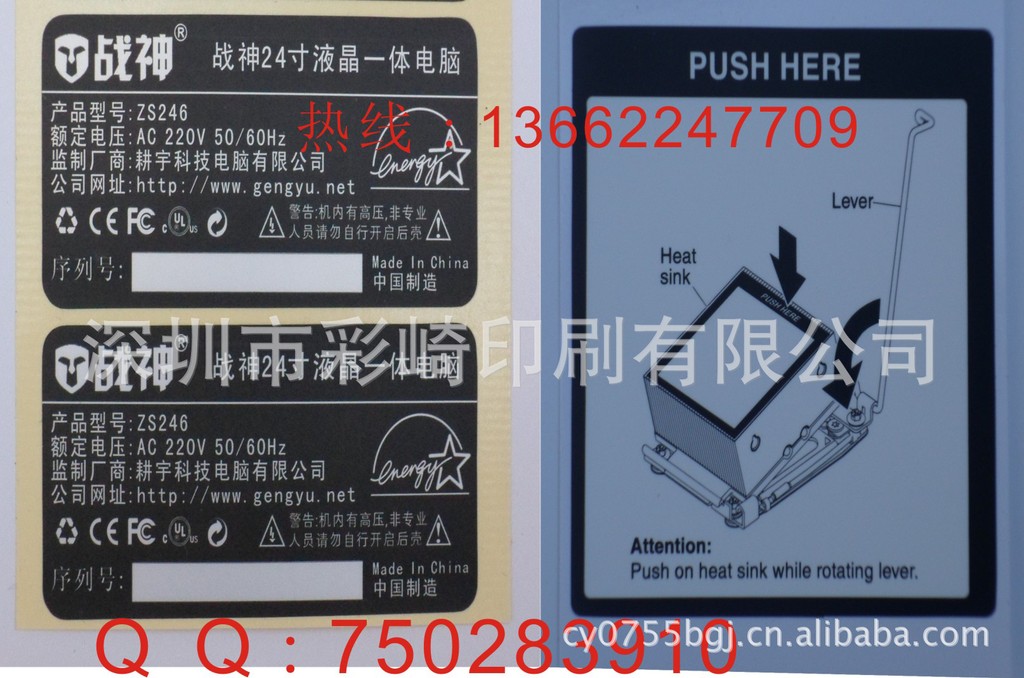 战神®
战神24寸液晶一体电脑
产品型号:ZS246
额定电压:AC 220V 50/60Hz
监制厂商:耕宇科技电脑有限公司
公司网址:http://www.gengyu.net
energy
CE FC c UL us
警告:机内有高压,非专业
人员请勿自行开启后壳
序列号:
Made In China
中国制造
战神®
战神24寸液晶一体电脑
产品型号:ZS246
额定电压:AC 220V 50/60Hz
监制厂商:耕宇科技电脑有限公司
公司网址:http://www.gengyu.net
energy
CE FC c UL us
警告:机内有高压,非专业
人员请勿自行开启后壳
序列号:
Made In China
中国制造
PUSH HERE
Lever
Heat
sink
PUSH HERE
Attention:
Push on heat sink while rotating lever.
热线:13662247709
深圳市彩崎印刷有限公司
QQ:750283910
cy0755bgj.cn.alibaba.com